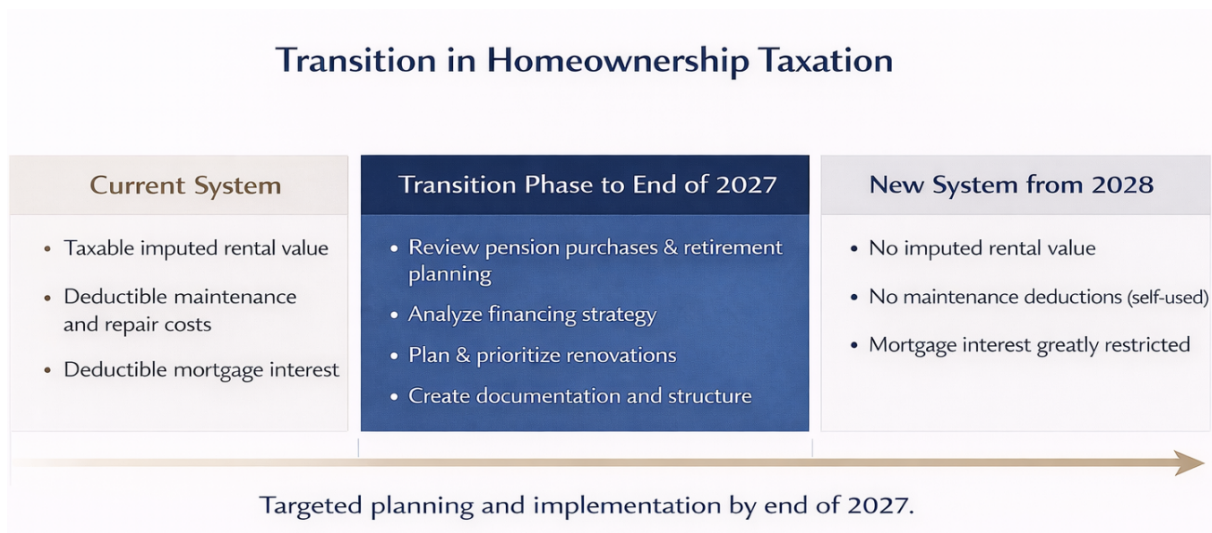 Transition in Homeownership Taxation
Current System
• Taxable imputed rental value
• Deductible maintenance
and repair costs
• Deductible mortgage interest
Transition Phase to End of 2027
• Review pension purchases & retirement
planning
• Analyze financing strategy
• Plan & prioritize renovations
• Create documentation and structure
New System from 2028
• No imputed rental value
• No maintenance deductions (self-used)
• Mortgage interest greatly restricted
Targeted planning and implementation by end of 2027.